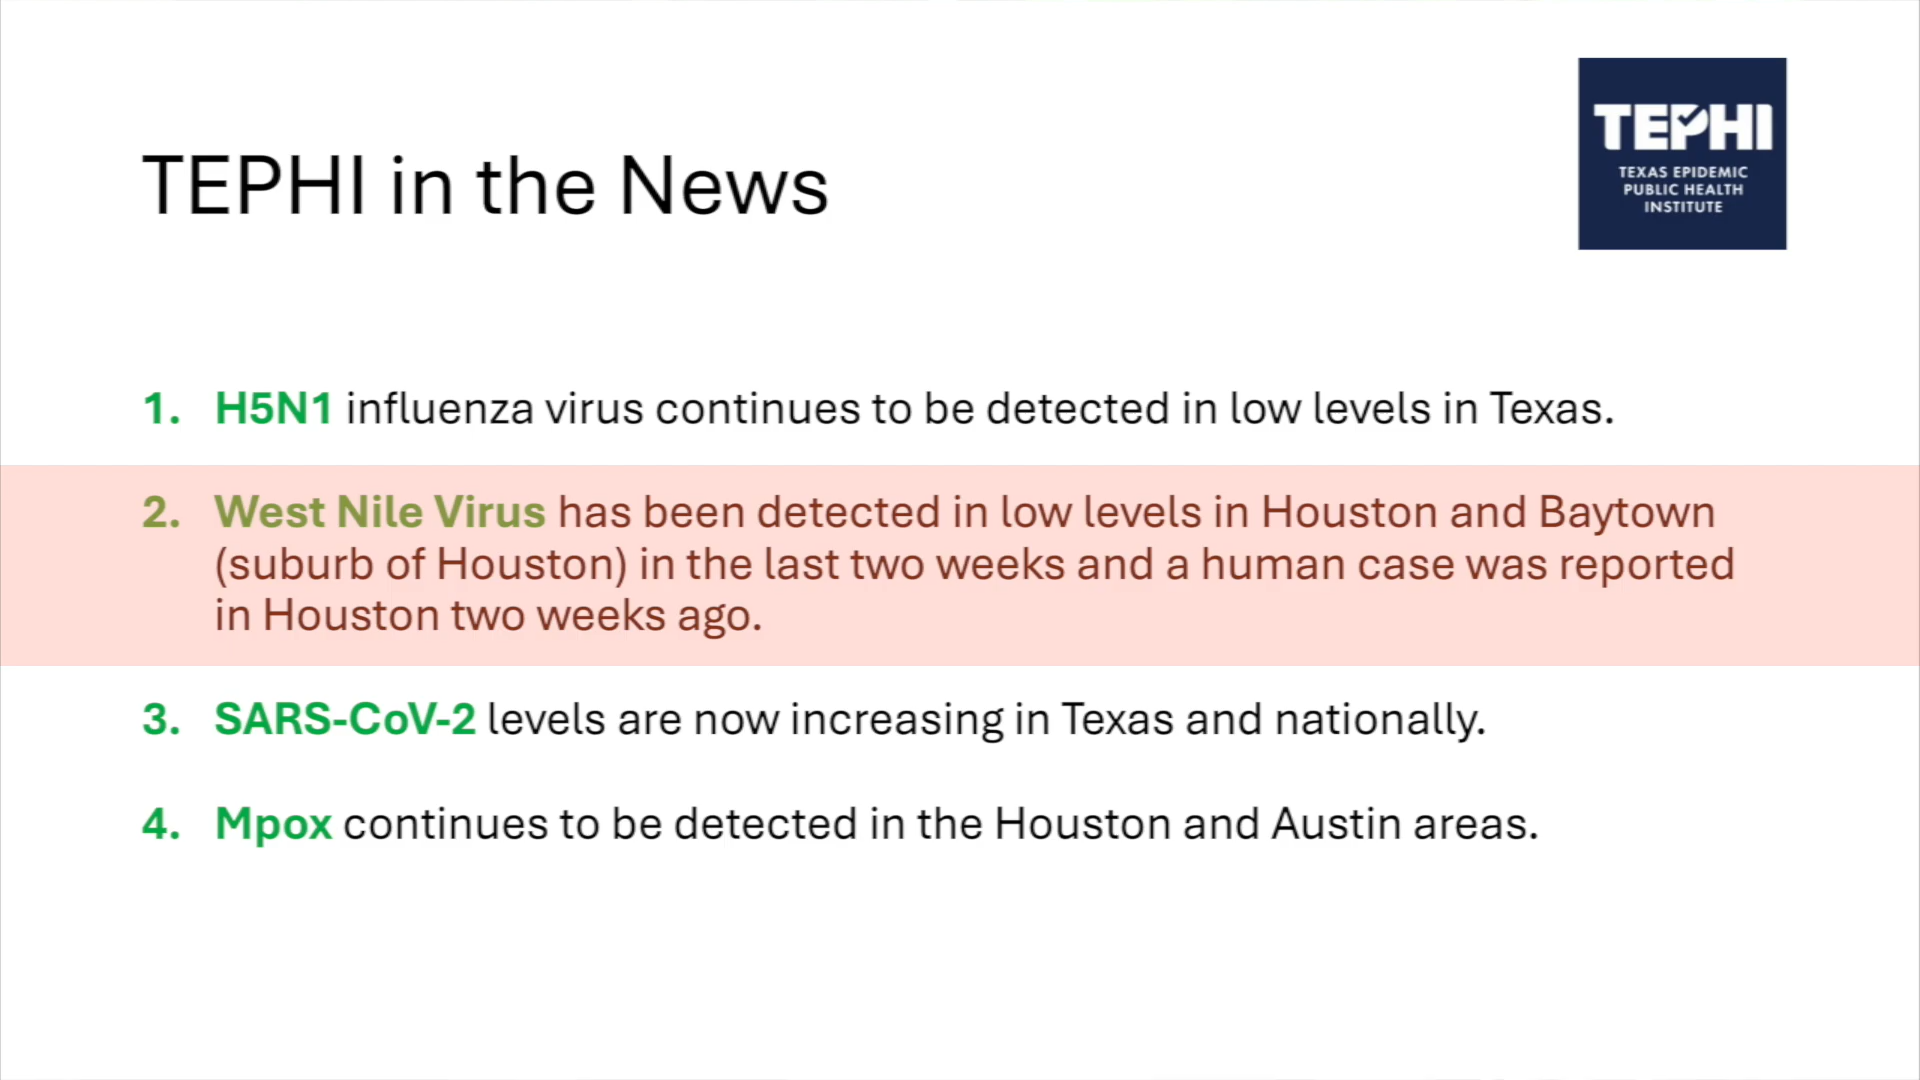 TEPHI
TEXAS EPIDEMIC
PUBLIC HEALTH
INSTITUTE
TEPHI in the News
1. H5N1 influenza virus continues to be detected in low levels in Texas.
2. West Nile Virus has been detected in low levels in Houston and Baytown
(suburb of Houston) in the last two weeks and a human case was reported
in Houston two weeks ago.
3. SARS-CoV-2 levels are now increasing in Texas and nationally.
4. Mpox continues to be detected in the Houston and Austin areas.